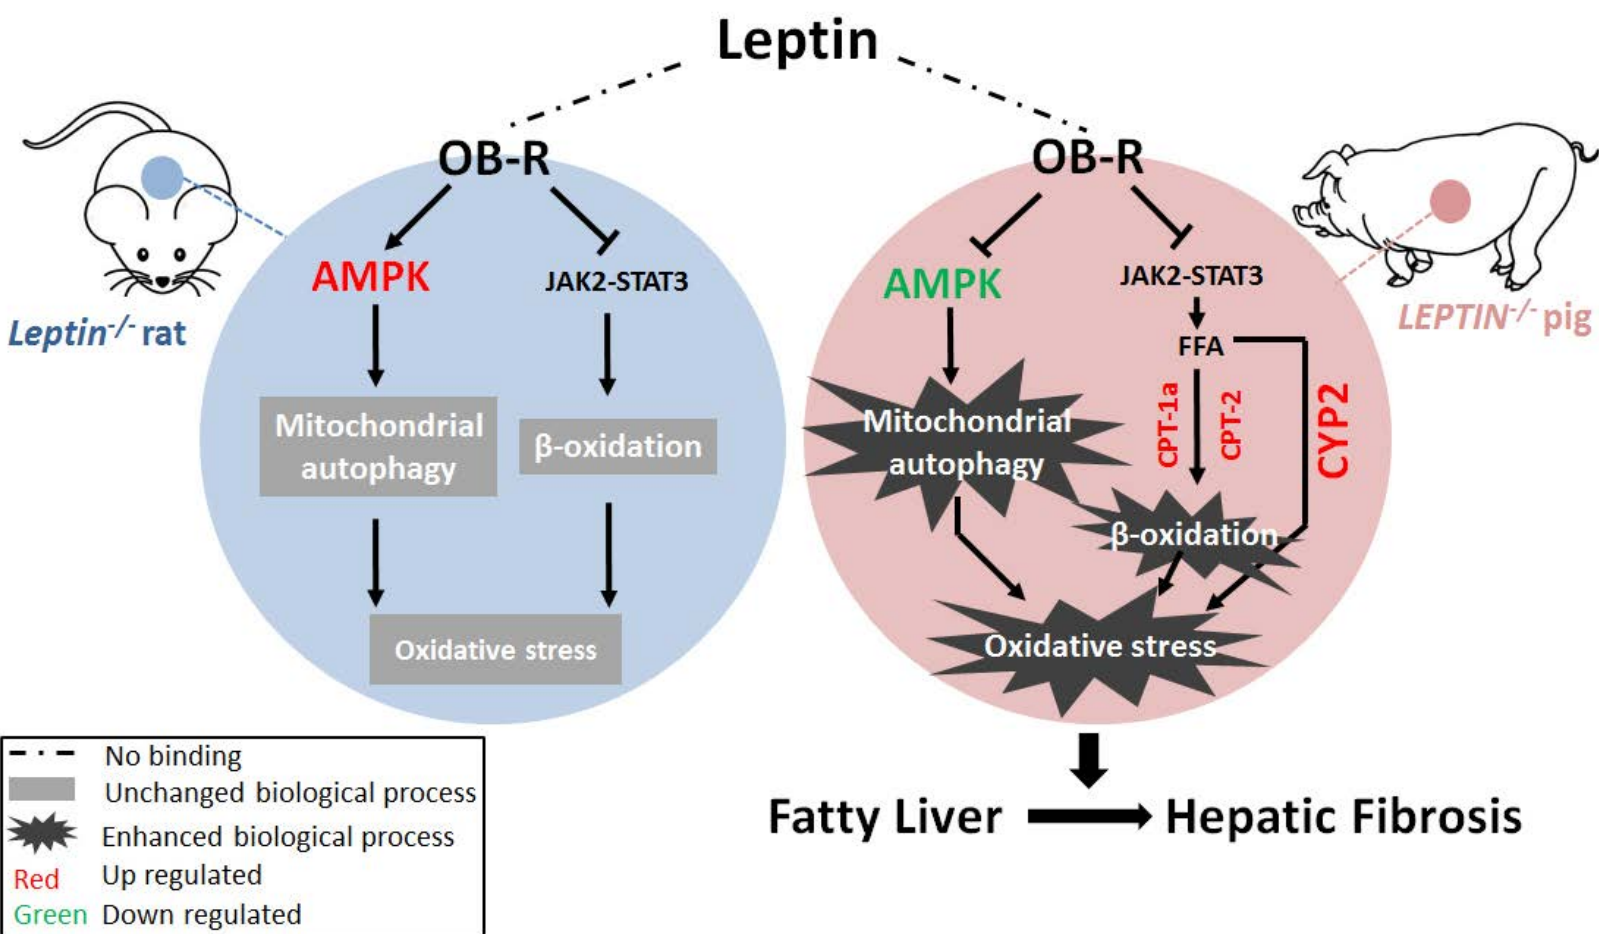 Leptin
OB-R
OB-R
AMPK
JAK2-STAT3
AMPK
JAK2-STAT3
Leptin-/- rat
LEPTIN-/- pig
FFA
CPT-1a
CPT-2
CYP2
Mitochondrial
autophagy
β-oxidation
Mitochondrial
autophagy
β-oxidation
Oxidative stress
Oxidative stress
No binding
Unchanged biological process
Enhanced biological process
Red Up regulated
Green Down regulated
Fatty Liver
Hepatic Fibrosis